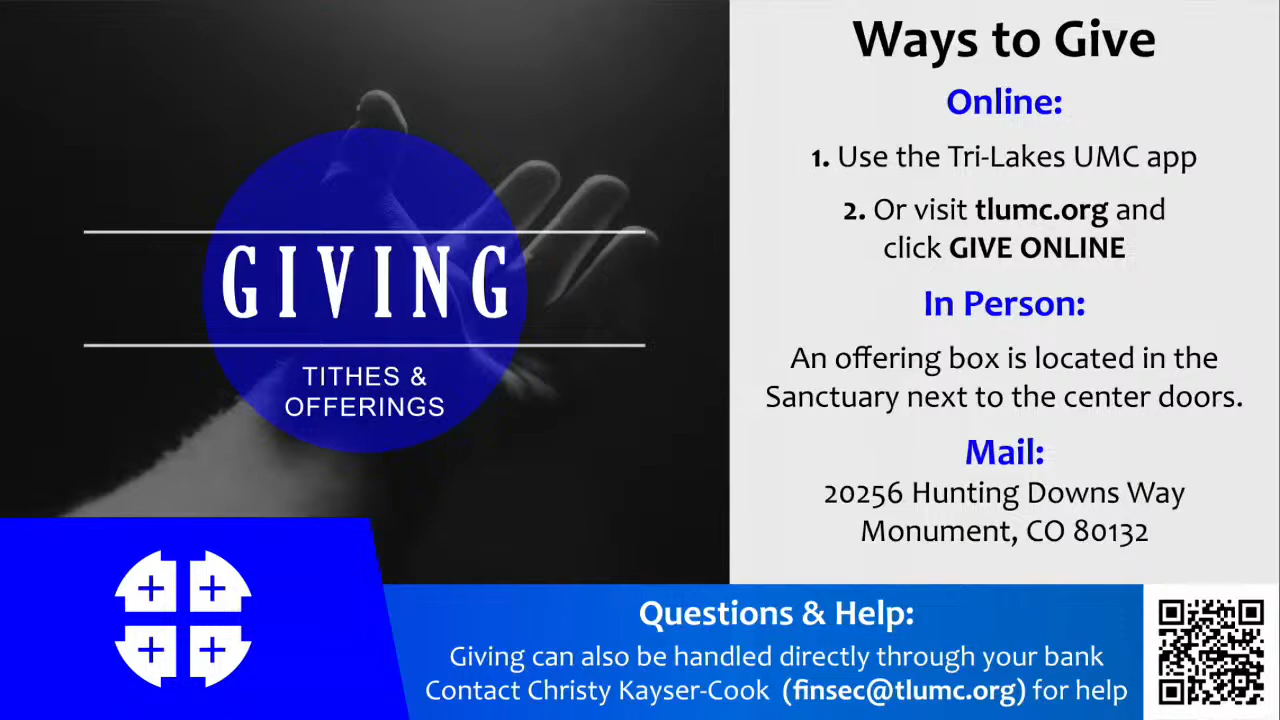 GIVING
TITHES &
OFFERINGS
Ways to Give
Online:
1. Use the Tri-Lakes UMC app
2. Or visit tlumc.org and
click GIVE ONLINE
In Person:
An offering box is located in the
Sanctuary next to the center doors.
Mail:
20256 Hunting Downs Way
Monument, CO 80132
Questions & Help:
Giving can also be handled directly through your bank
Contact Christy Kayser-Cook (finsec@tlumc.org) for help